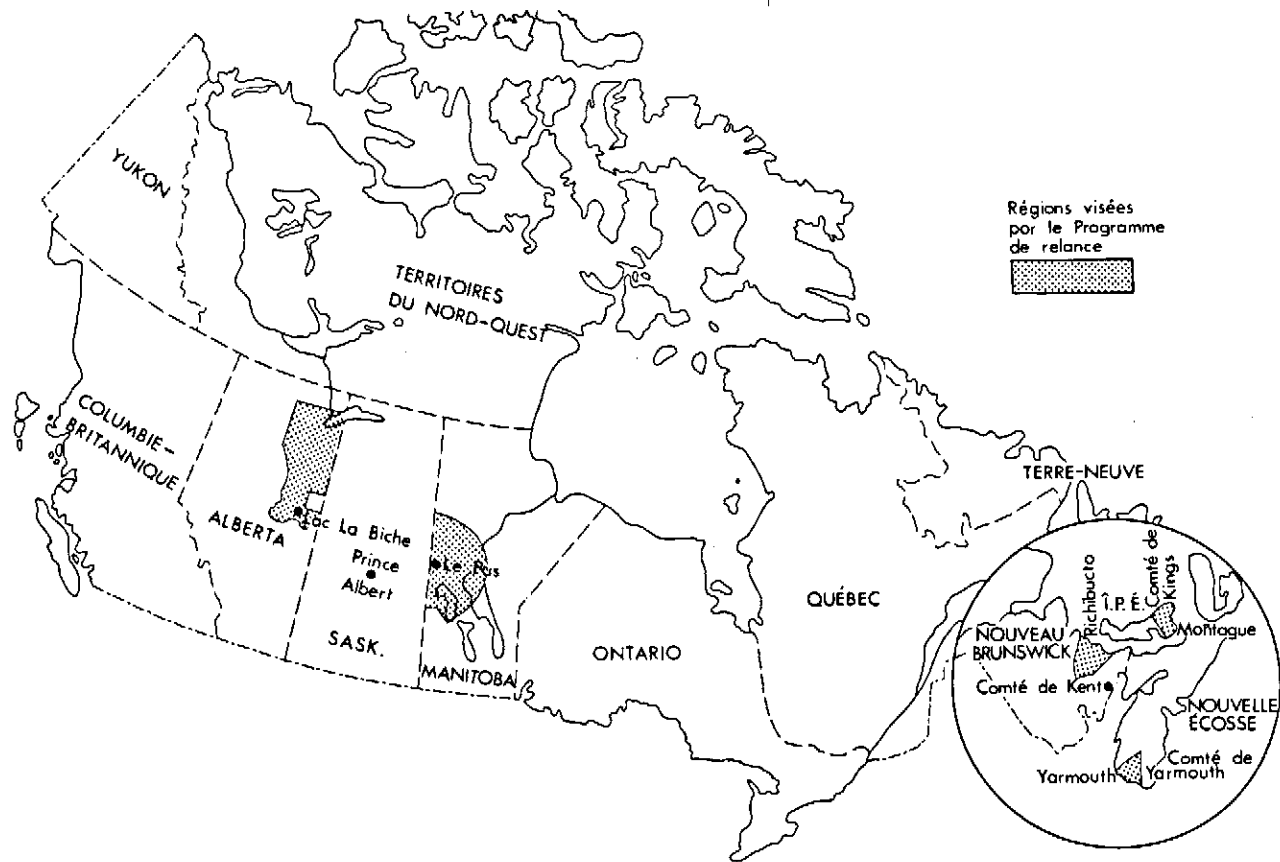 YUKON
Régions visées
por le Programme
de relance
TERRITOIRES
DU NORD-QUEST
COLUMBIE-
BRITANNIQUE
TERRE-NEUVE
ALBERTA
Lac La Biche
Prince
Albert
Le Pas
QUÉBEC
SASK.
MANITOBA
ONTARIO
Richibucto
Î.P.É.
Comté de
Kings
Montague
NOUVEAU
BRUNSWICK
Comté de Kent
NOUVELLE
ÉCOSSE
Yarmouth
Comté de
Yarmouth